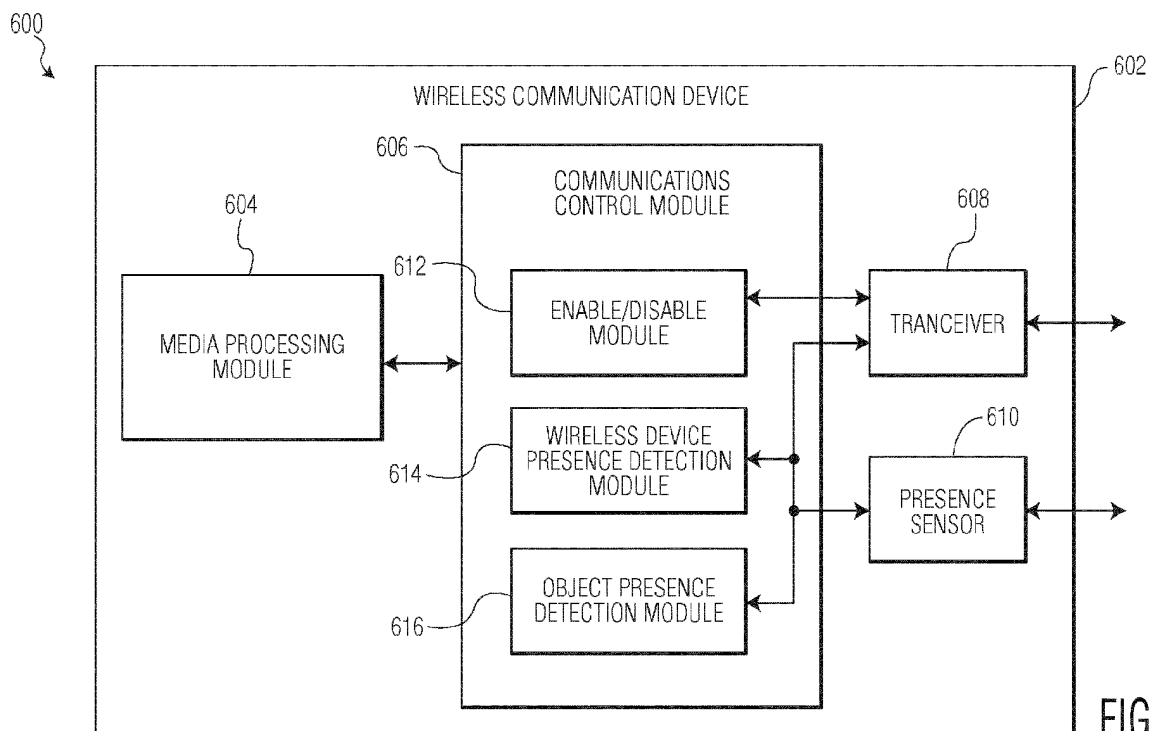 600
602
WIRELESS COMMUNICATION DEVICE
606
COMMUNICATIONS
CONTROL MODULE
604
608
612
ENABLE/DISABLE
MODULE
TRANCEIVER
MEDIA PROCESSING
MODULE
610
WIRELESS DEVICE
PRESENCE DETECTION
MODULE
614
PRESENCE
SENSOR
OBJECT PRESENCE
DETECTION MODULE
616
FIG